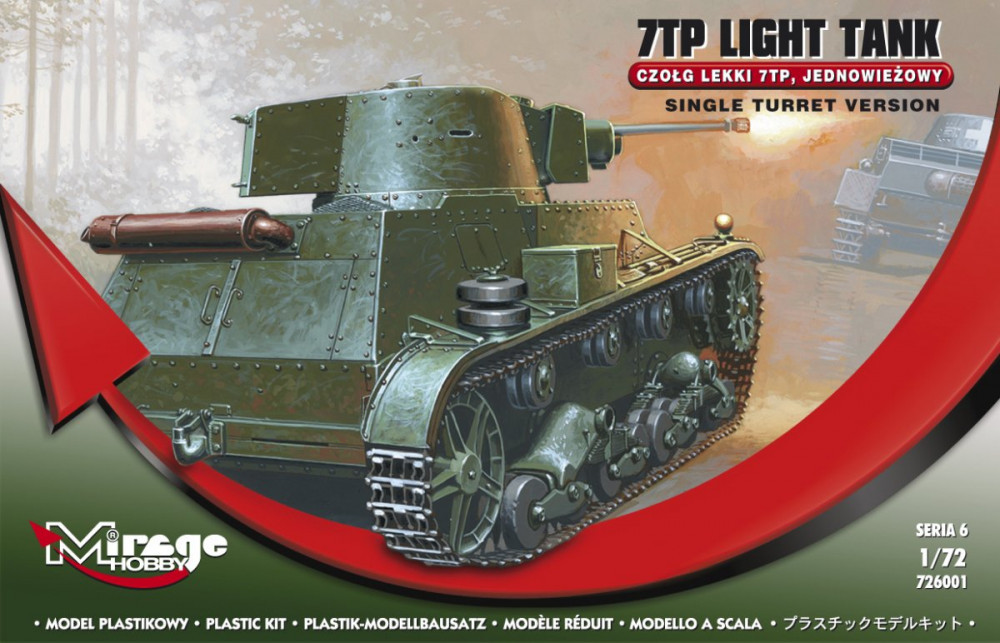 7TP LIGHT TANK
CZOŁG LEKKI 7TP, JEDNOWIEŻOWY
SINGLE TURRET VERSION
Mirage®
HOBBY
SERIA 6
1/72
726001
• MODEL PLASTIKOWY • PLASTIC KIT • PLASTIK-MODELLBAUSATZ • MODÈLE RÉDUIT • MODELLO A SCALA • プラスチックモデルキット •